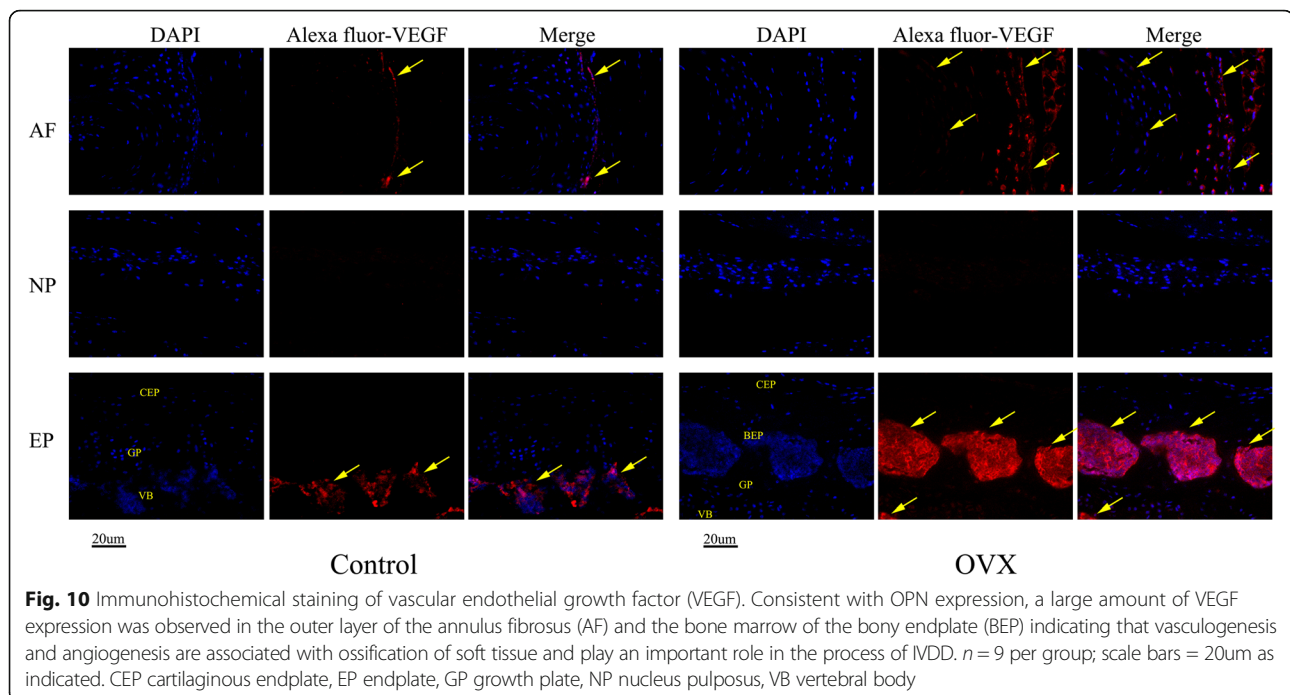 DAPI Alexa fluor-VEGF Merge DAPI Alexa fluor-VEGF Merge
AF
NP
EP
CEP
GP
VB
CEP
BEP
GP
VB
20um
20um
Control
OVX
Fig. 10 Immunohistochemical staining of vascular endothelial growth factor (VEGF). Consistent with OPN expression, a large amount of VEGF
expression was observed in the outer layer of the annulus fibrosus (AF) and the bone marrow of the bony endplate (BEP) indicating that vasculogenesis
and angiogenesis are associated with ossification of soft tissue and play an important role in the process of IVDD. n = 9 per group; scale bars = 20um as
indicated. CEP cartilaginous endplate, EP endplate, GP growth plate, NP nucleus pulposus, VB vertebral body